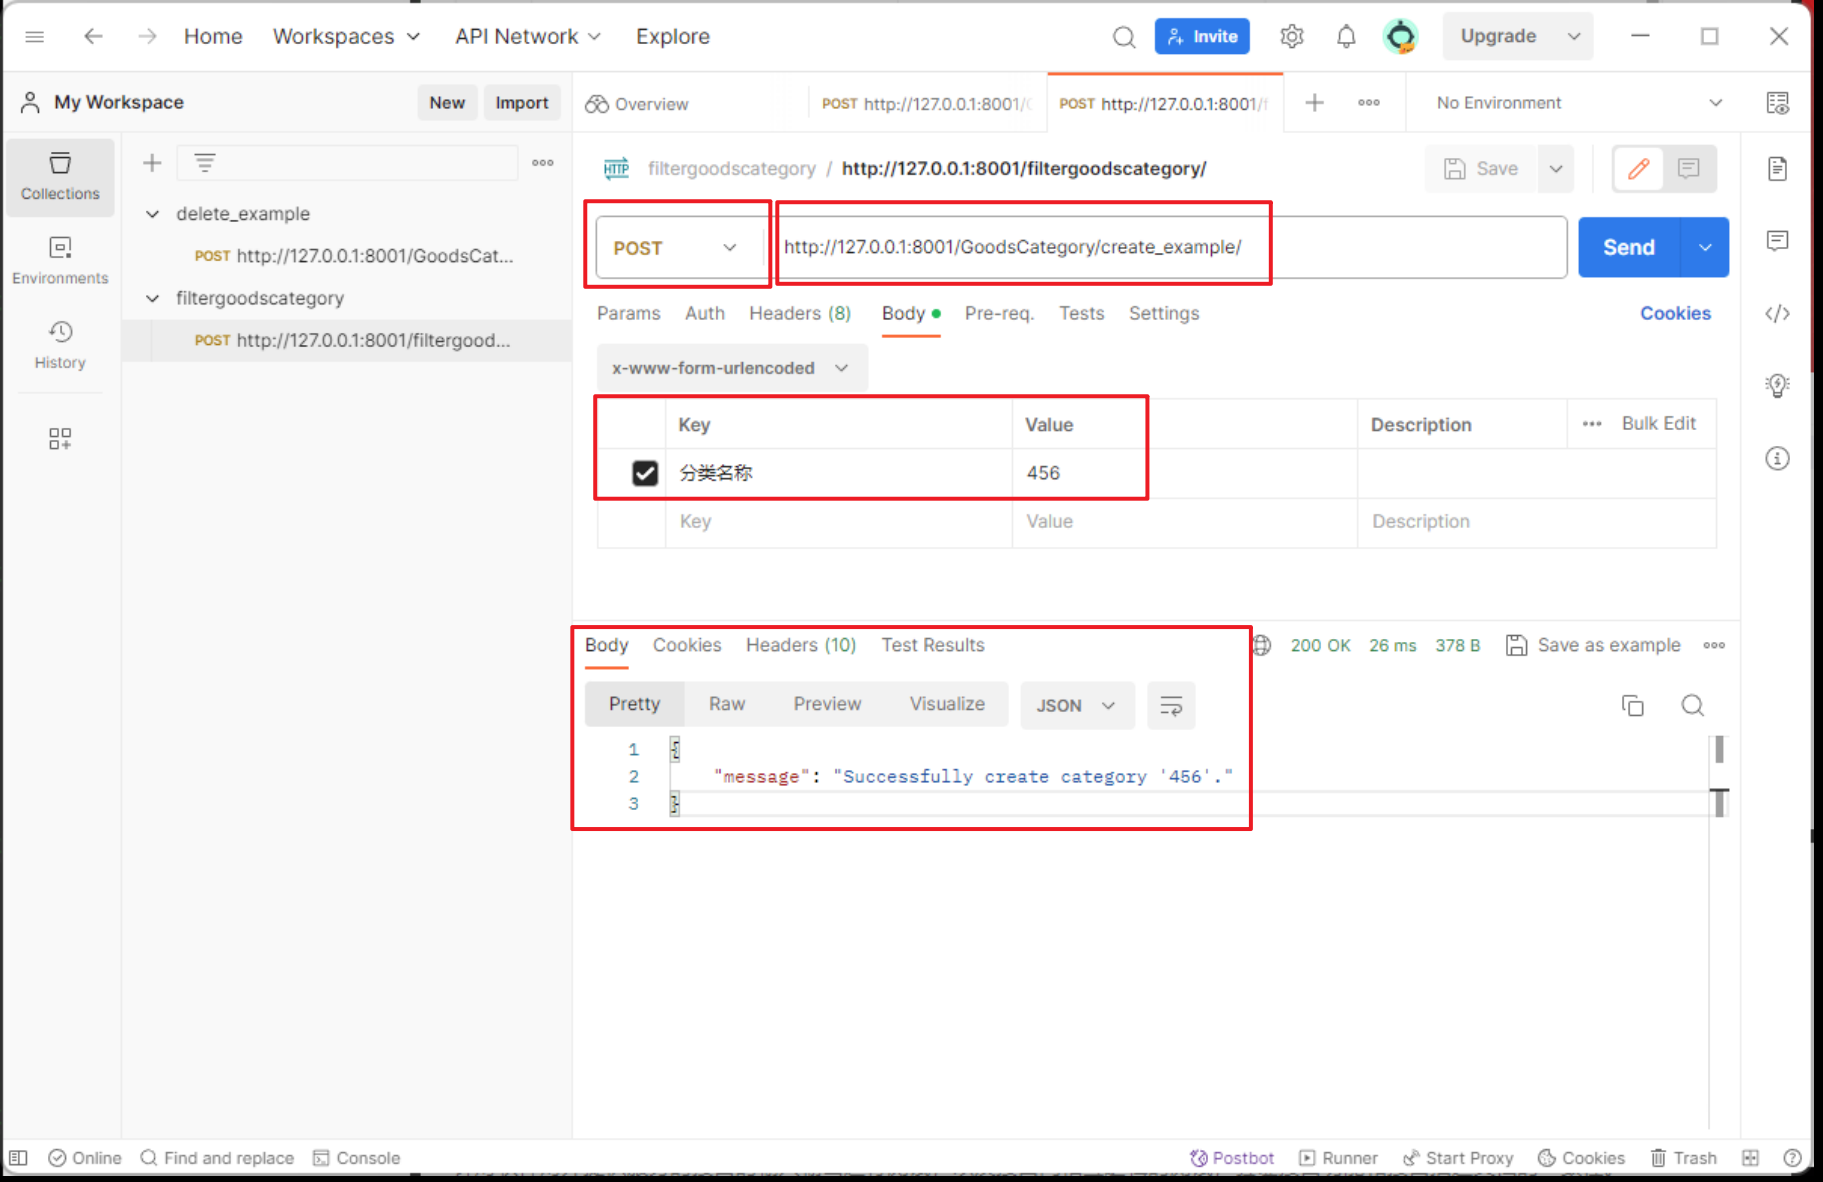 Home
Workspaces
API Network
Explore
Invite
Upgrade
My Workspace
New
Import
Overview
POST http://127.0.0.1:8001/
POST http://127.0.0.1:8001/f
No Environment
Collections
Environments
History
delete_example
POST http://127.0.0.1:8001/GoodsCat...
filtergoodscategory
POST http://127.0.0.1:8001/filtergood...
HTTP
filtergoodscategory / http://127.0.0.1:8001/filtergoodscategory/
Save
POST
http://127.0.0.1:8001/GoodsCategory/create_example/
Send
Params
Auth
Headers (8)
Body
Pre-req.
Tests
Settings
Cookies
x-www-form-urlencoded
Key
Value
Description
Bulk Edit
分类名称
456
Key
Value
Description
Body
Cookies
Headers (10)
Test Results
200 OK
26 ms
378 B
Save as example
Pretty
Raw
Preview
Visualize
JSON
1 {
2 "message": "Successfully create category '456'."
3 }
Online
Find and replace
Console
Postbot
Runner
Start Proxy
Cookies
Trash